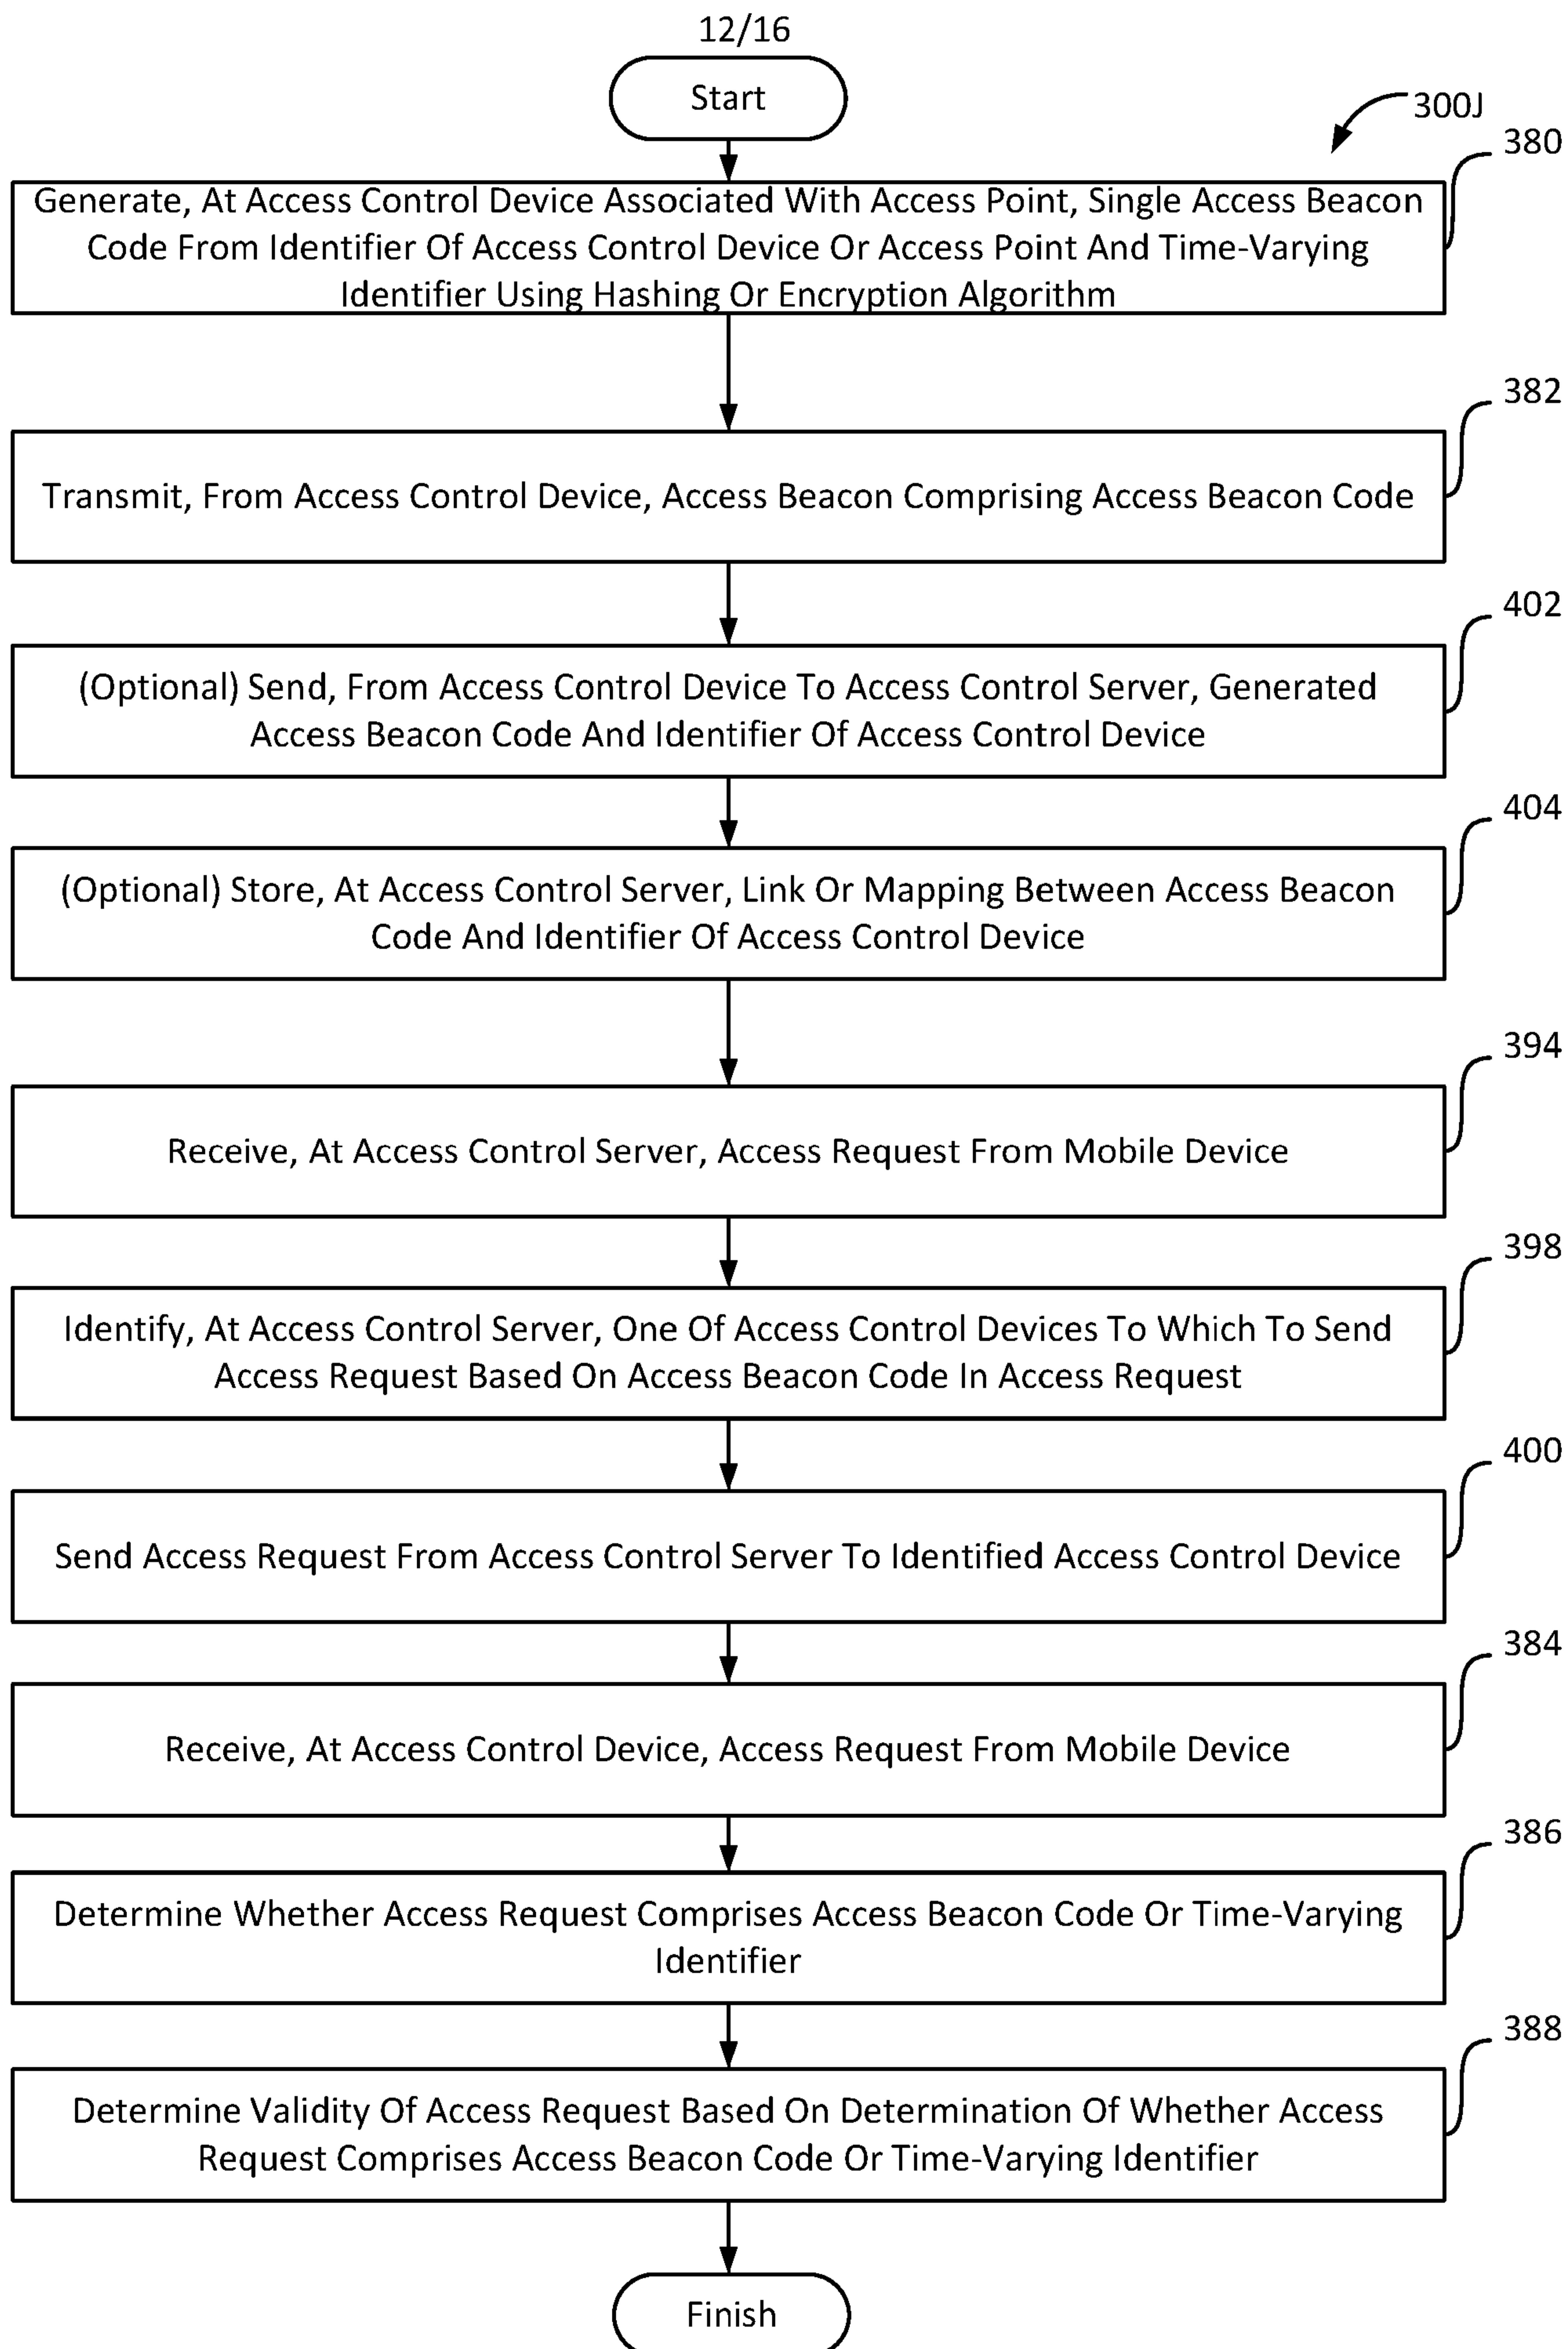 12/16
Start
300J
380
Generate, At Access Control Device Associated With Access Point, Single Access Beacon
Code From Identifier Of Access Control Device Or Access Point And Time-Varying
Identifier Using Hashing Or Encryption Algorithm
382
Transmit, From Access Control Device, Access Beacon Comprising Access Beacon Code
402
(Optional) Send, From Access Control Device To Access Control Server, Generated
Access Beacon Code And Identifier Of Access Control Device
404
(Optional) Store, At Access Control Server, Link Or Mapping Between Access Beacon
Code And Identifier Of Access Control Device
394
Receive, At Access Control Server, Access Request From Mobile Device
398
Identify, At Access Control Server, One Of Access Control Devices To Which To Send
Access Request Based On Access Beacon Code In Access Request
400
Send Access Request From Access Control Server To Identified Access Control Device
384
Receive, At Access Control Device, Access Request From Mobile Device
386
Determine Whether Access Request Comprises Access Beacon Code Or Time-Varying
Identifier
388
Determine Validity Of Access Request Based On Determination Of Whether Access
Request Comprises Access Beacon Code Or Time-Varying Identifier
Finish